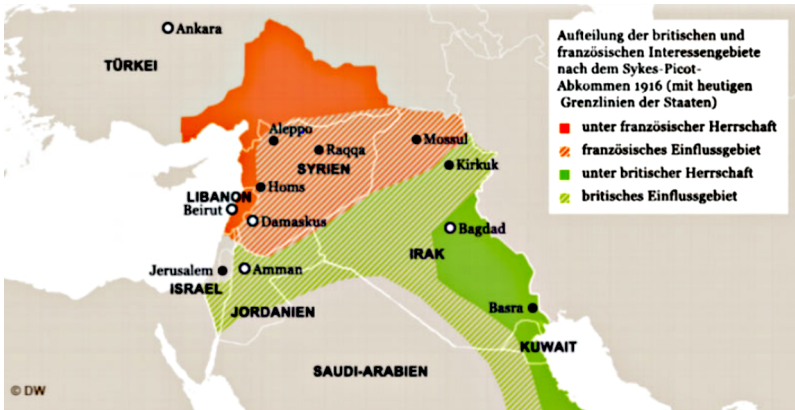 Ankara
TÜRKEI
Aufteilung der britischen und
französischen Interessengebiete
nach dem Sykes-Picot-
Abkommen 1916 (mit heutigen
Grenzlinien der Staaten)
unter französischer Herrschaft
französisches Einflussgebiet
unter britischer Herrschaft
britisches Einflussgebiet
Aleppo
Mossul
Raqqa
SYRIEN
Kirkuk
Homs
LIBANON
Beirut
Damaskus
Bagdad
IRAK
Jerusalem
Amman
ISRAEL
JORDANIEN
Basra
KUWAIT
SAUDI-ARABIEN
© DW